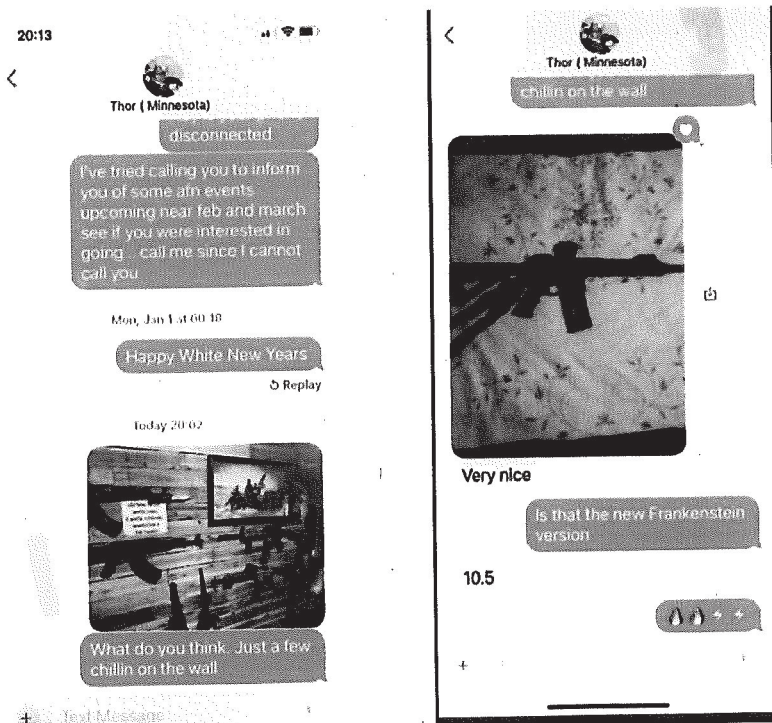 20:13
Thor ( Minnesota)
disconnected
I've tried calling you to inform
you of some afn events
upcoming near feb and march
see if you were interested in
going .. call me since I cannot
call you
Mon, Jan 1 at 00:18
Happy White New Years
Replay
Today 20:02
What do you think. Just a few
chillin on the wall
Text Message
Thor ( Minnesota)
chillin on the wall
Very nice
Is that the new Frankenstein
version
10.5